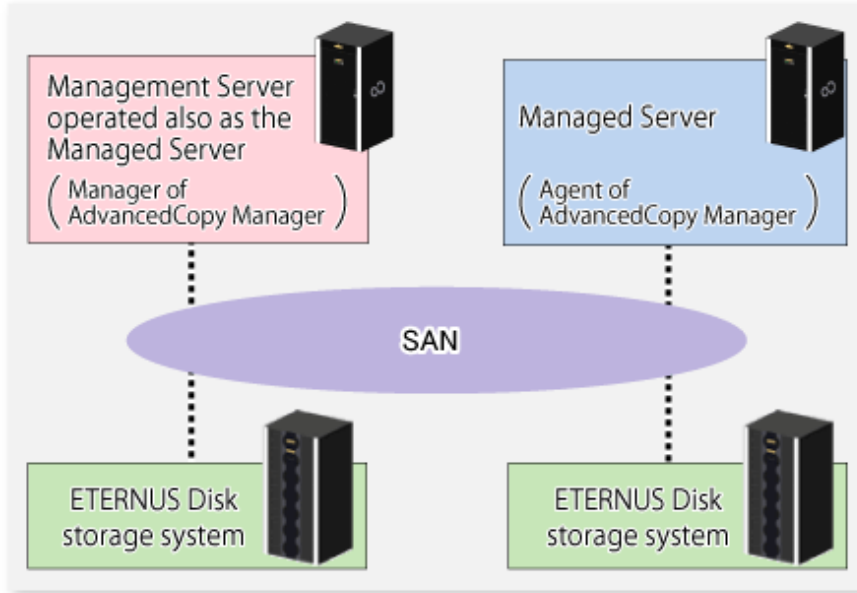 Management Server
operated also as the
Managed Server
( Manager of
AdvancedCopy Manager )
Managed Server
( Agent of
AdvancedCopy Manager )
SAN
ETERNUS Disk
storage system
ETERNUS Disk
storage system